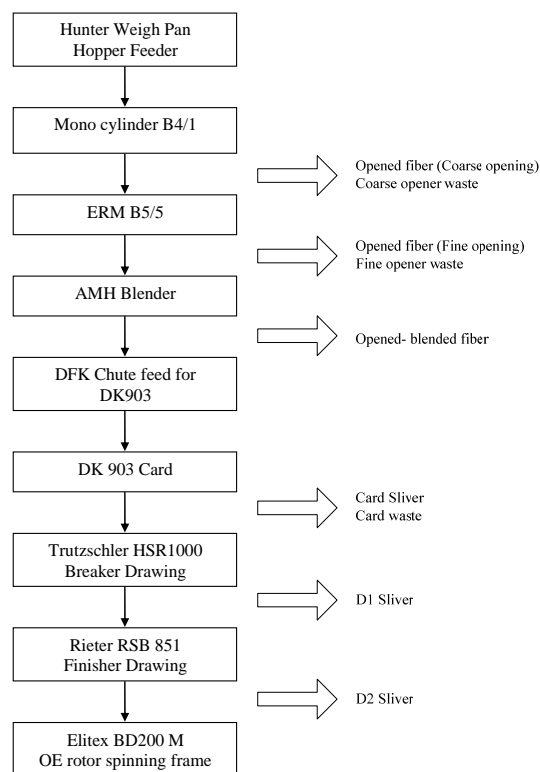 Hunter Weigh Pan
Hopper Feeder
Mono cylinder B4/1
Opened fiber (Coarse opening)
Coarse opener waste
ERM B5/5
Opened fiber (Fine opening)
Fine opener waste
AMH Blender
Opened- blended fiber
DFK Chute feed for
DK903
DK 903 Card
Card Sliver
Card waste
Trutzschler HSR1000
Breaker Drawing
D1 Sliver
Rieter RSB 851
Finisher Drawing
D2 Sliver
Elitex BD200 M
OE rotor spinning frame